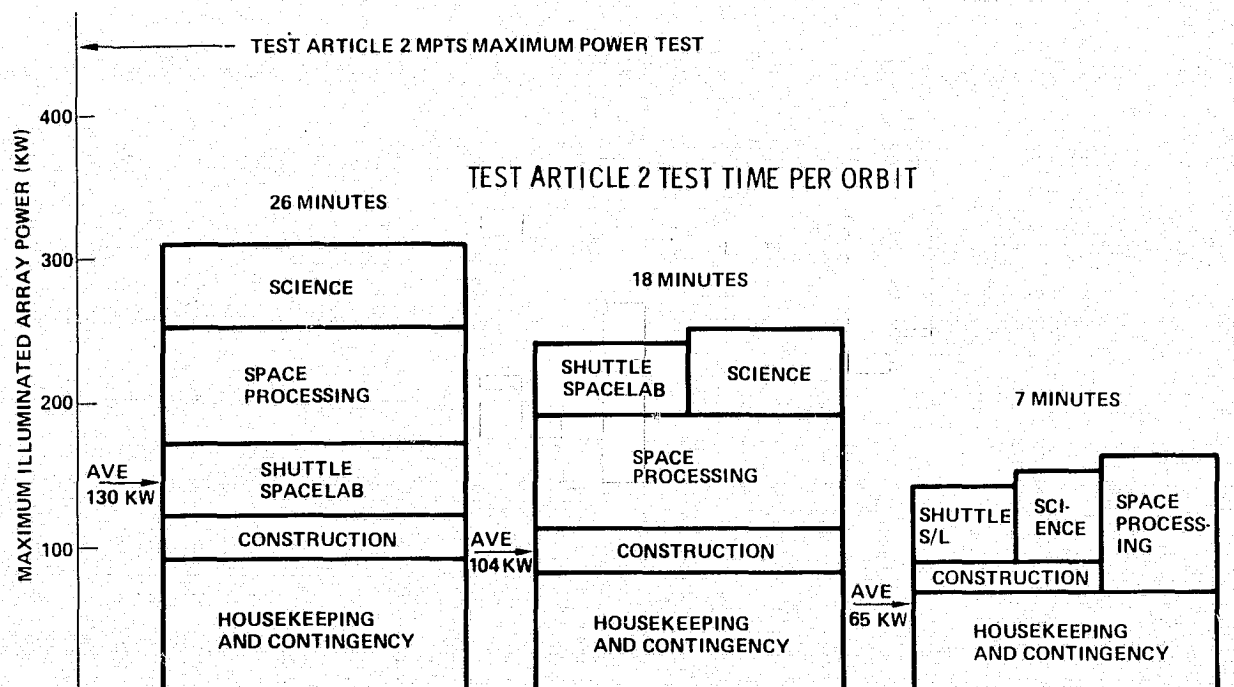 TEST ARTICLE 2 MPTS MAXIMUM POWER TEST
MAXIMUM ILLUMINATED ARRAY POWER (KW)
400
300
200
100
TEST ARTICLE 2 TEST TIME PER ORBIT
26 MINUTES
SCIENCE
SPACE
PROCESSING
SHUTTLE
SPACELAB
CONSTRUCTION
HOUSEKEEPING
AND CONTINGENCY
AVE
130 KW
18 MINUTES
SHUTTLE
SPACELAB
SCIENCE
SPACE
PROCESSING
CONSTRUCTION
HOUSEKEEPING
AND CONTINGENCY
AVE
104 KW
7 MINUTES
SHUTTLE
S/L
SCI-
ENCE
SPACE
PROCESS-
ING
CONSTRUCTION
HOUSEKEEPING
AND CONTINGENCY
AVE
65 KW